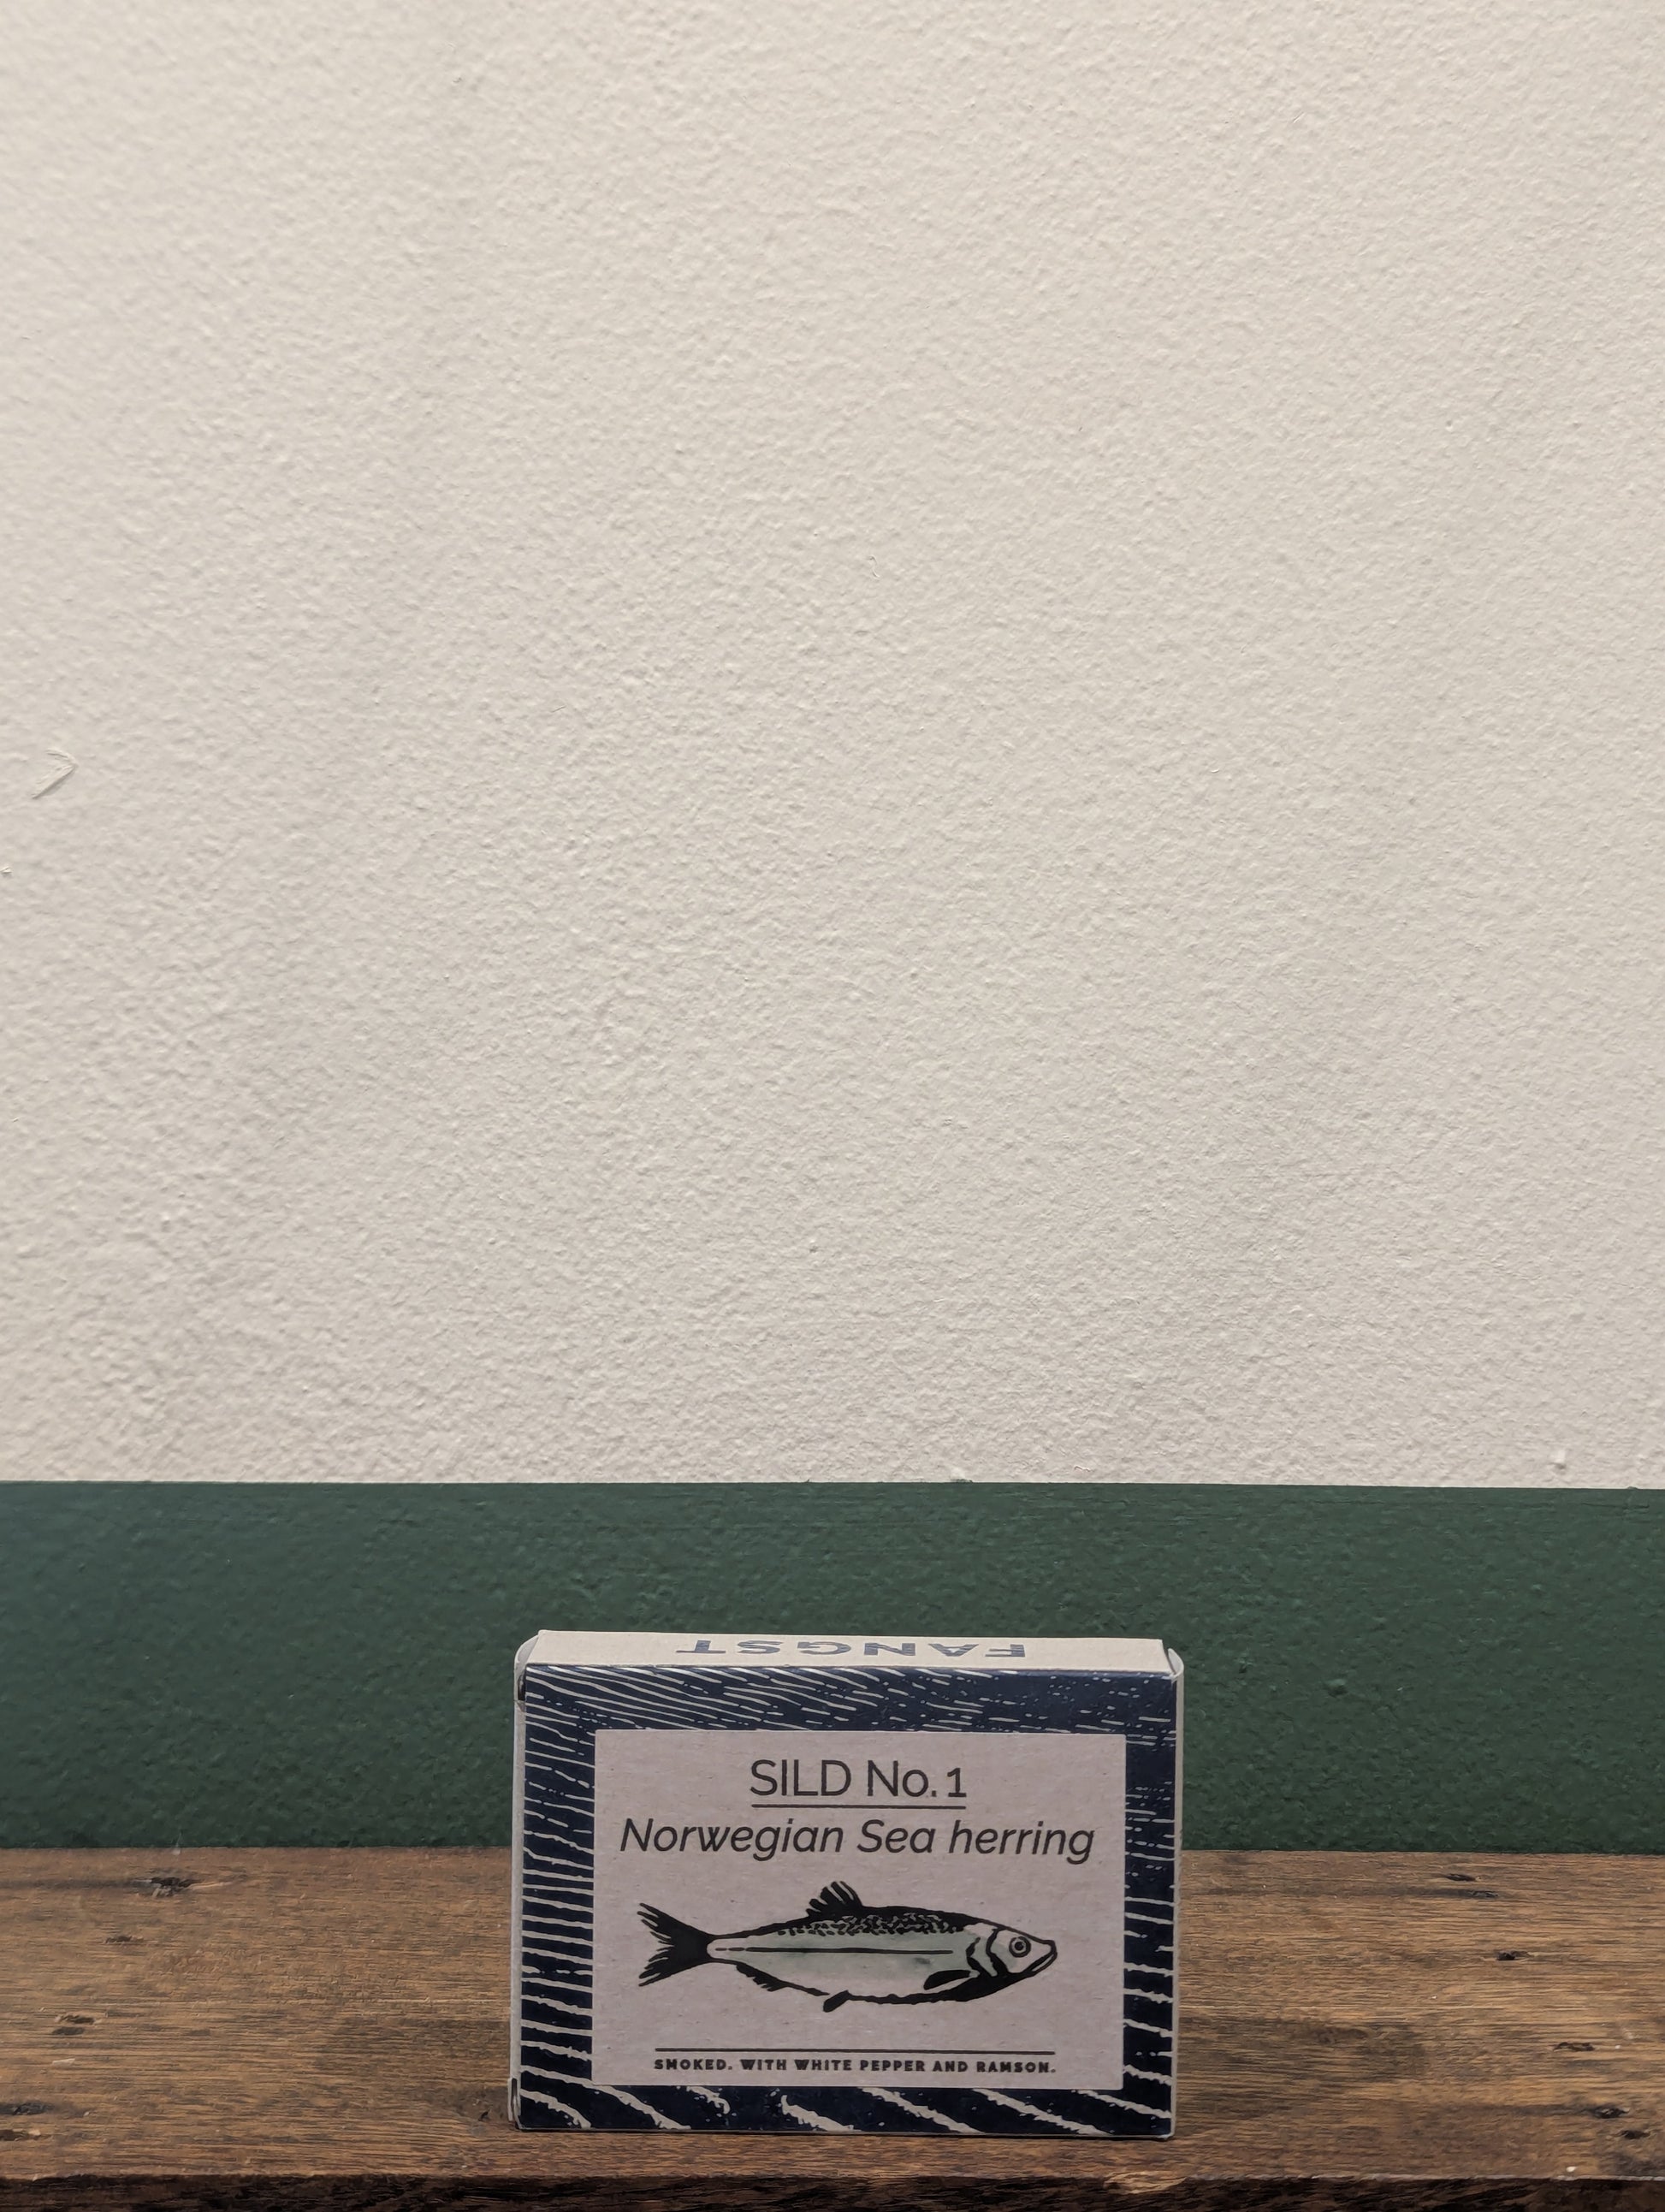 FANGST
SILD No. 1
Norwegian Sea herring
SMOKED. WITH WHITE PEPPER AND RAMSON.